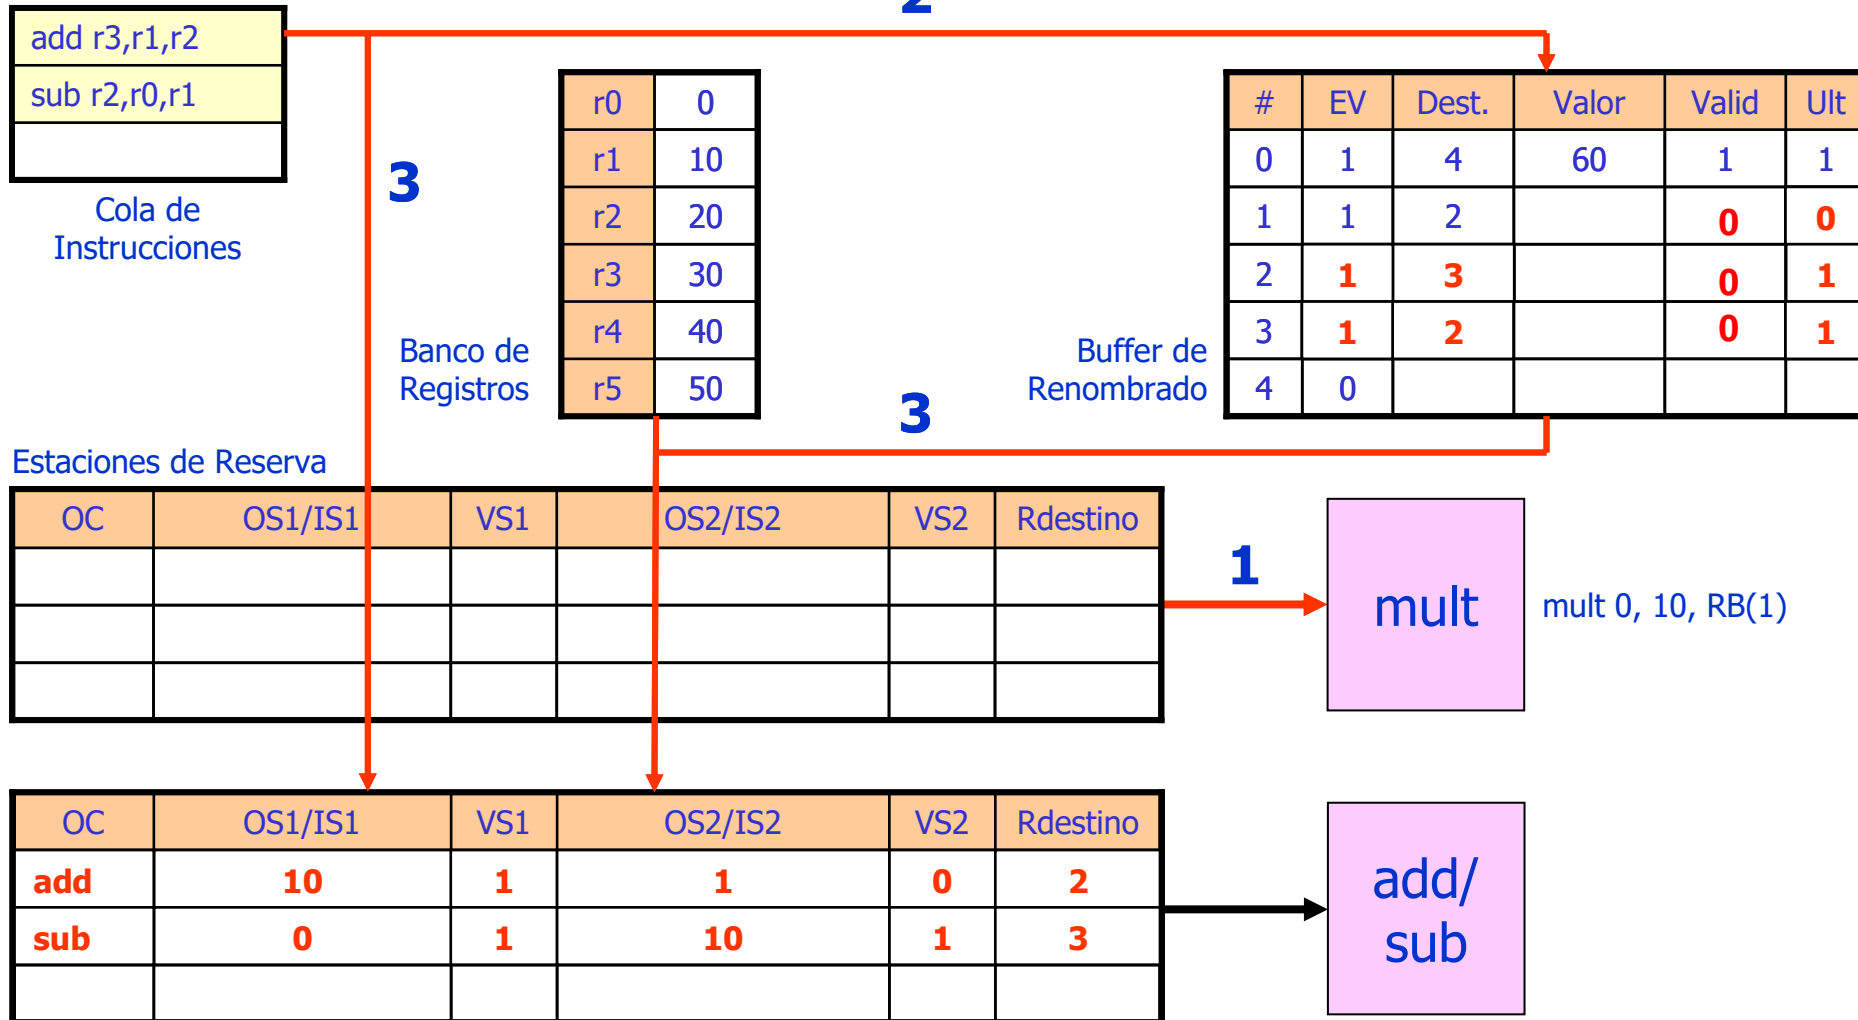 2
add r3,r1,r2
sub r2,r0,r1
Cola de
Instrucciones
3
r0 0
r1 10
r2 20
r3 30
r4 40
r5 50
Banco de
Registros
# EV Dest. Valor Valid Ult
0 1 4 60 1 1
1 1 2 0 0
2 1 3 0 1
3 1 2 0 1
4 0
Buffer de
Renombrado
3
Estaciones de Reserva
OC OS1/IS1 VS1 OS2/IS2 VS2 Rdestino
1
mult
mult 0, 10, RB(1)
OC OS1/IS1 VS1 OS2/IS2 VS2 Rdestino
add 10 1 1 0 2
sub 0 1 10 1 3
add/
sub